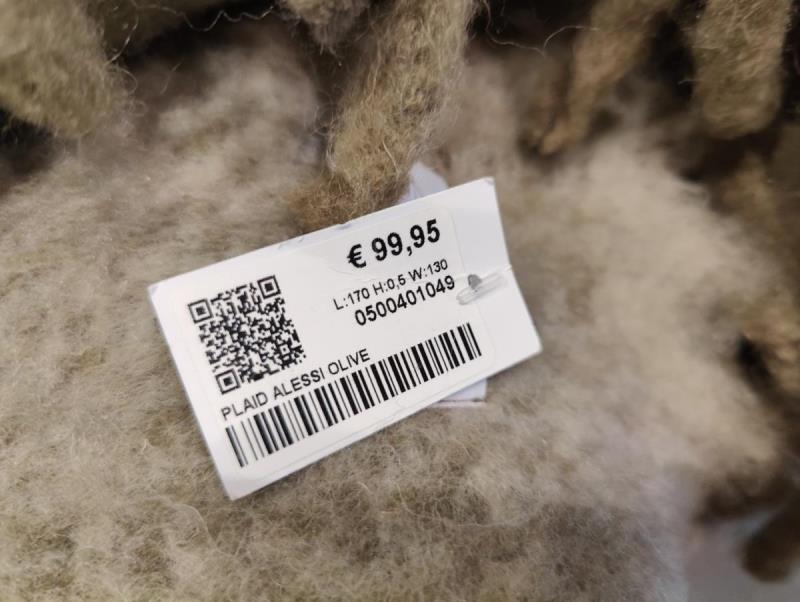 € 99,95
L:170 H:0,5 W:130
0500401049
PLAID ALESSI OLIVE